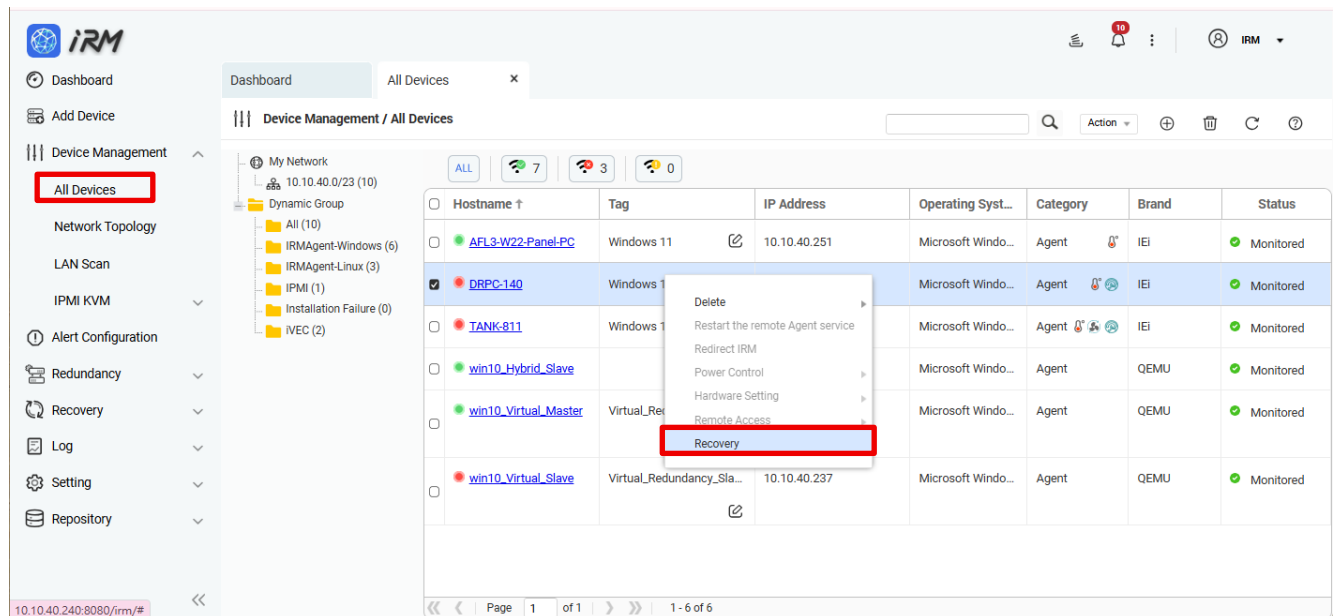 iRM
10
IRM
Dashboard
Add Device
Device Management
All Devices
Network Topology
LAN Scan
IPMI KVM
Alert Configuration
Redundancy
Recovery
Log
Setting
Repository
10.10.40.240:8080/irm/#
Dashboard
All Devices ×
Device Management / All Devices
Action
My Network
10.10.40.0/23 (10)
Dynamic Group
All (10)
IRMAgent-Windows (6)
IRMAgent-Linux (3)
IPMI (1)
Installation Failure (0)
iVEC (2)
ALL 7 3 0
Hostname ↑ Tag IP Address Operating Syst... Category Brand Status
AFL3-W22-Panel-PC Windows 11 10.10.40.251 Microsoft Windo... Agent IEi Monitored
DRPC-140 Windows 1 Microsoft Windo... Agent IEi Monitored
TANK-811 Windows 1 Microsoft Windo... Agent IEi Monitored
win10_Hybrid_Slave Microsoft Windo... Agent QEMU Monitored
win10_Virtual_Master Virtual_Red Microsoft Windo... Agent QEMU Monitored
win10_Virtual_Slave Virtual_Redundancy_Sla... 10.10.40.237 Microsoft Windo... Agent QEMU Monitored
Delete
Restart the remote Agent service
Redirect IRM
Power Control
Hardware Setting
Remote Access
Recovery
Page 1 of 1 1 - 6 of 6